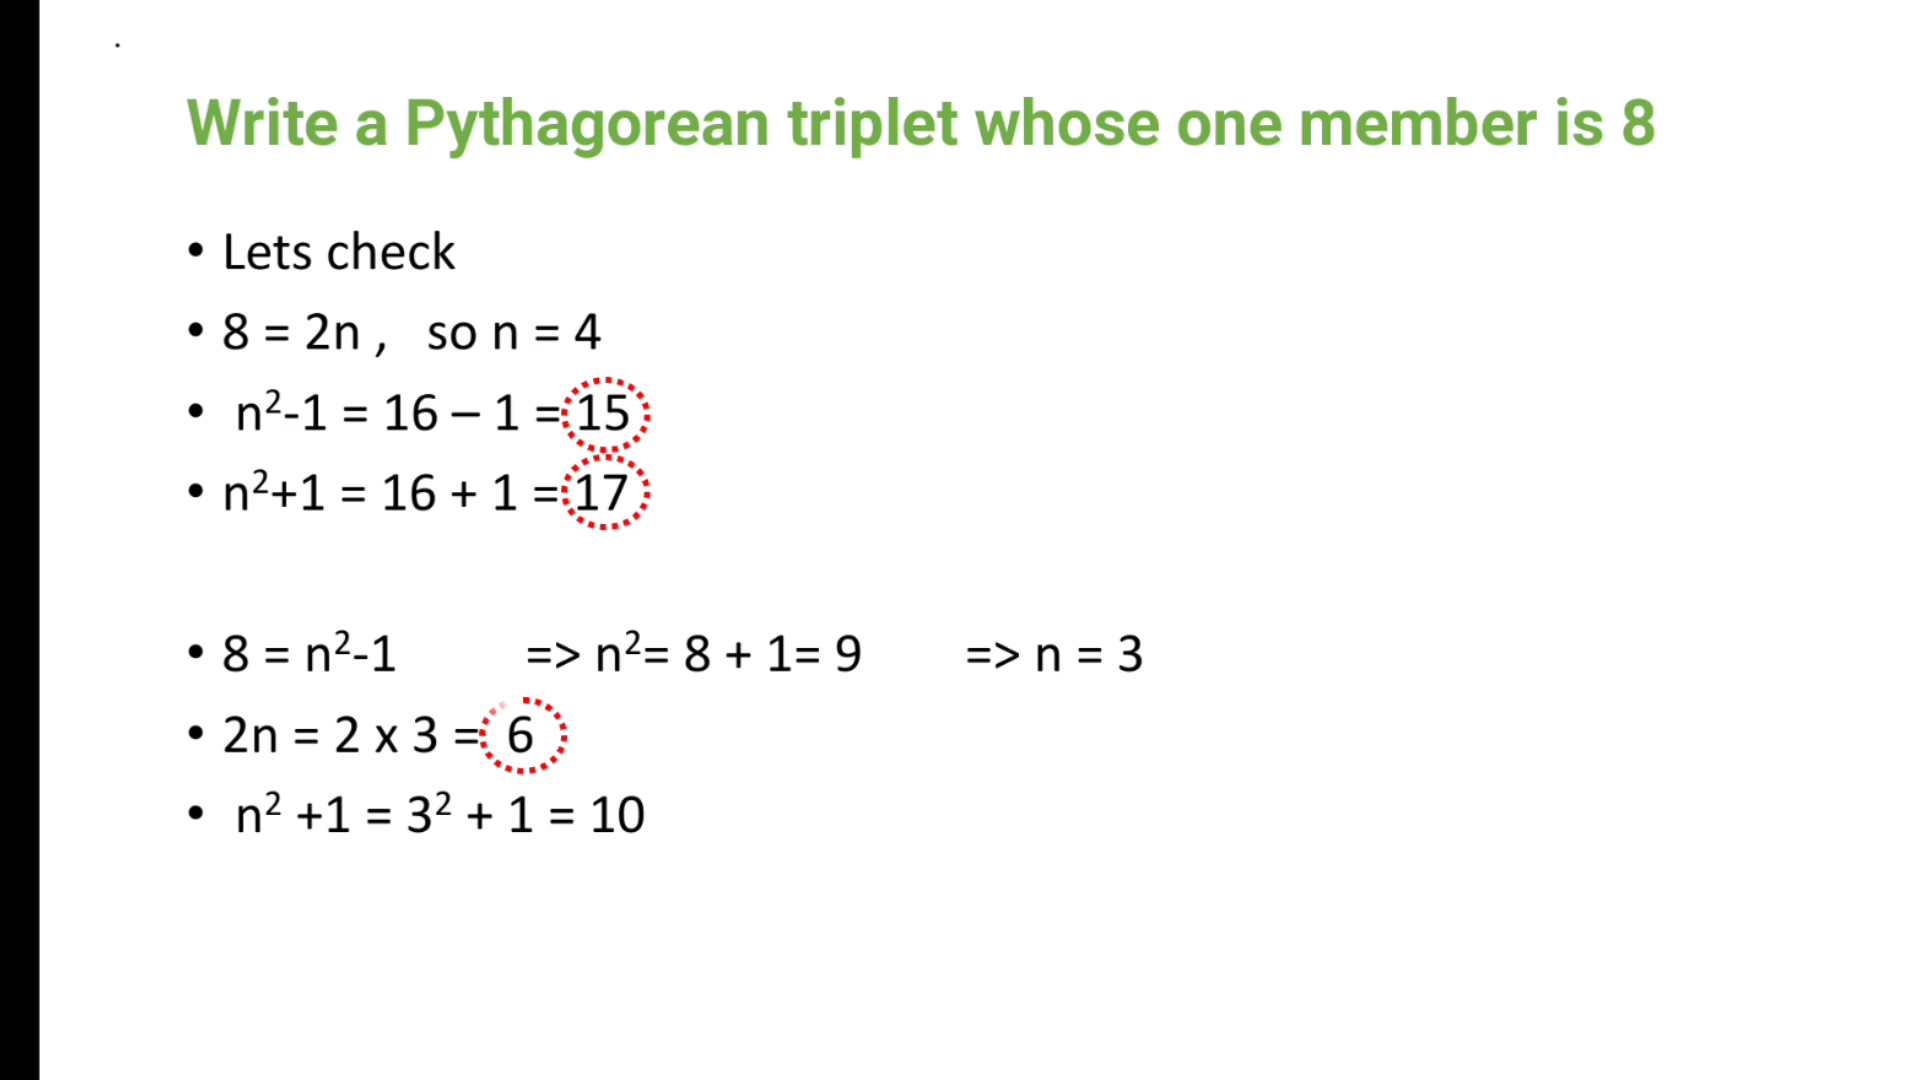 Write a Pythagorean triplet whose one member is 8
• Lets check
• 8 = 2n , so n = 4
• n²-1 = 16 – 1 = 15
• n²+1 = 16 + 1 = 17
• 8 = n²-1 => n²= 8 + 1= 9 => n = 3
• 2n = 2 x 3 = 6
• n² +1 = 3² + 1 = 10